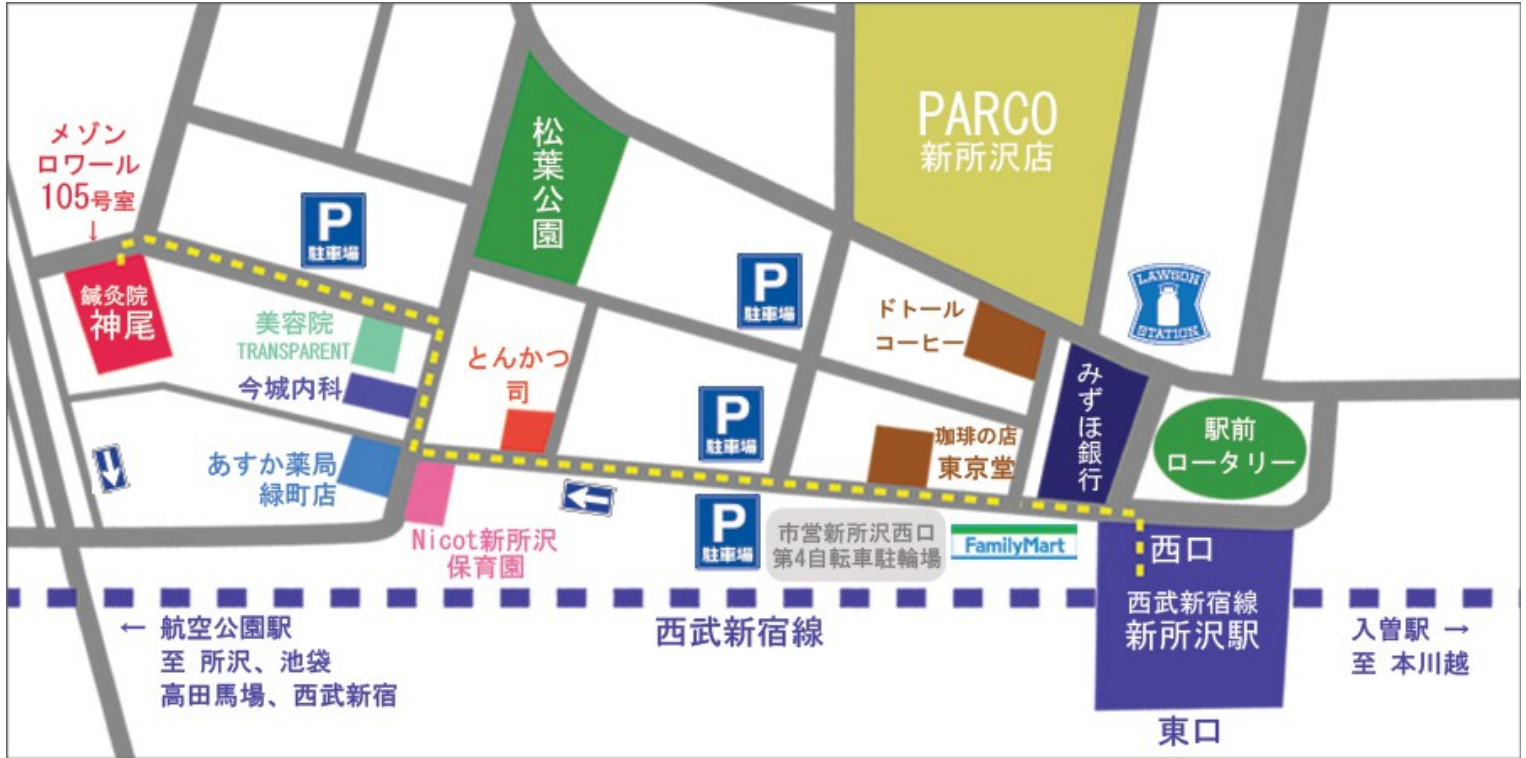 PARCO
新所沢店
松葉公園
メゾン
ロワール
105号室
↓
P
駐車場
鍼灸院
神尾
美容院
TRANSPARENT
今城内科
とんかつ
司
P
駐車場
ドトール
コーヒー
LAWSON
STATION
みずほ銀行
P
駐車場
珈琲の店
東京堂
駅前
ロータリー
あすか薬局
緑町店
Nicot新所沢
保育園
P
駐車場
市営新所沢西口
第4自転車駐輪場
FamilyMart
西口
西武新宿線
新所沢駅
← 航空公園駅
至 所沢、池袋
高田馬場、西武新宿
西武新宿線
入曽駅 →
至 本川越
東口